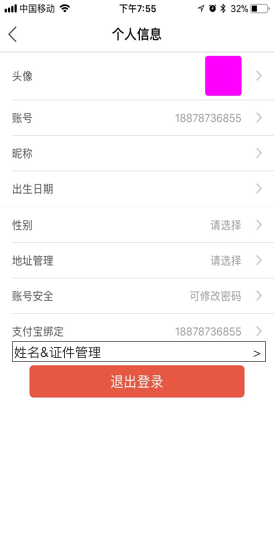 中国移动 下午7:55 32%
个人信息
头像
账号 18878736855
昵称
出生日期
性别 请选择
地址管理 请选择
账号安全 可修改密码
支付宝绑定 18878736855
姓名&证件管理 >
退出登录